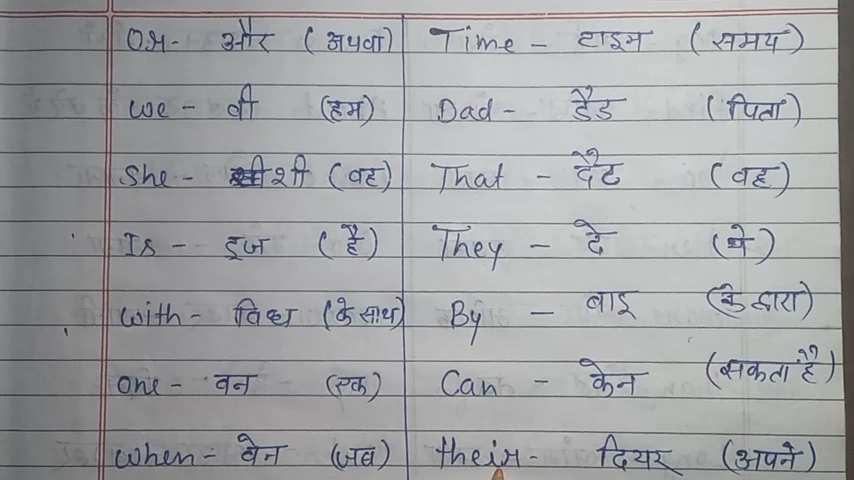 Or - और (अथवा)
we - वी (हम)
She - शी (वह)
Is - इज (है)
with - विथ (के साथ)
one - वन (एक)
when - वेन (जब)
Time - टाइम (समय)
Dad - डैड (पिता)
That - दैट (वह)
They - दे (वे)
By - बाइ (के द्वारा)
Can - केन (सकता है)
their - दियर (अपने)